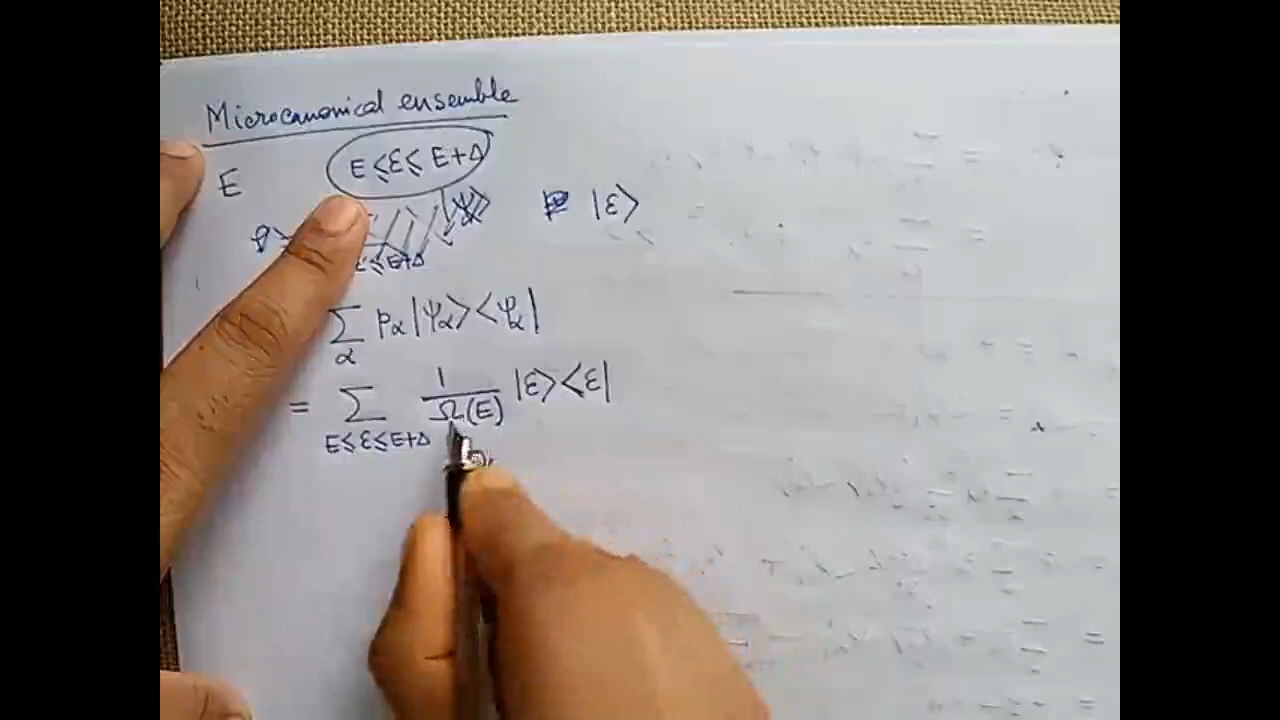 Microcanonical ensemble
E E ⩽ ε ⩽ E+Δ
|ε⟩
⩽ E+Δ
∑ α pα |ψα⟩⟨ψα|
= ∑ E⩽ε⩽E+Δ 1/Ω(E) |ε⟩⟨ε|